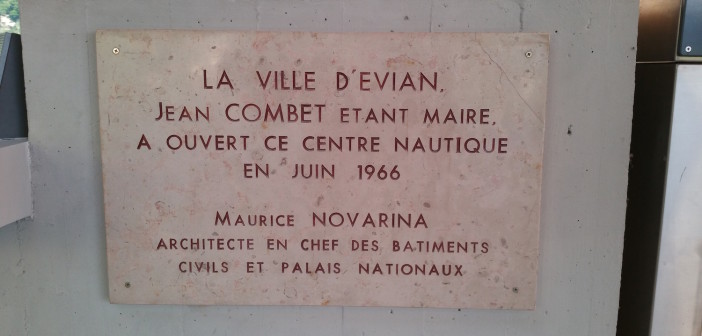 LA VILLE D'EVIAN,
JEAN COMBET ETANT MAIRE,
A OUVERT CE CENTRE NAUTIQUE
EN JUIN 1966
MAURICE NOVARINA
ARCHITECTE EN CHEF DES BATIMENTS
CIVILS ET PALAIS NATIONAUX